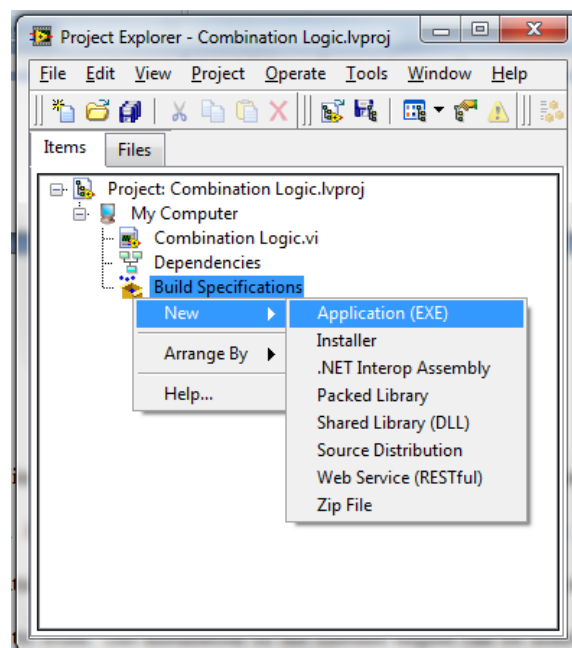 Project Explorer - Combination Logic.lvproj
File Edit View Project Operate Tools Window Help
Items Files
Project: Combination Logic.lvproj
My Computer
Combination Logic.vi
Dependencies
Build Specifications
New
Arrange By
Help...
Application (EXE)
Installer
.NET Interop Assembly
Packed Library
Shared Library (DLL)
Source Distribution
Web Service (RESTful)
Zip File